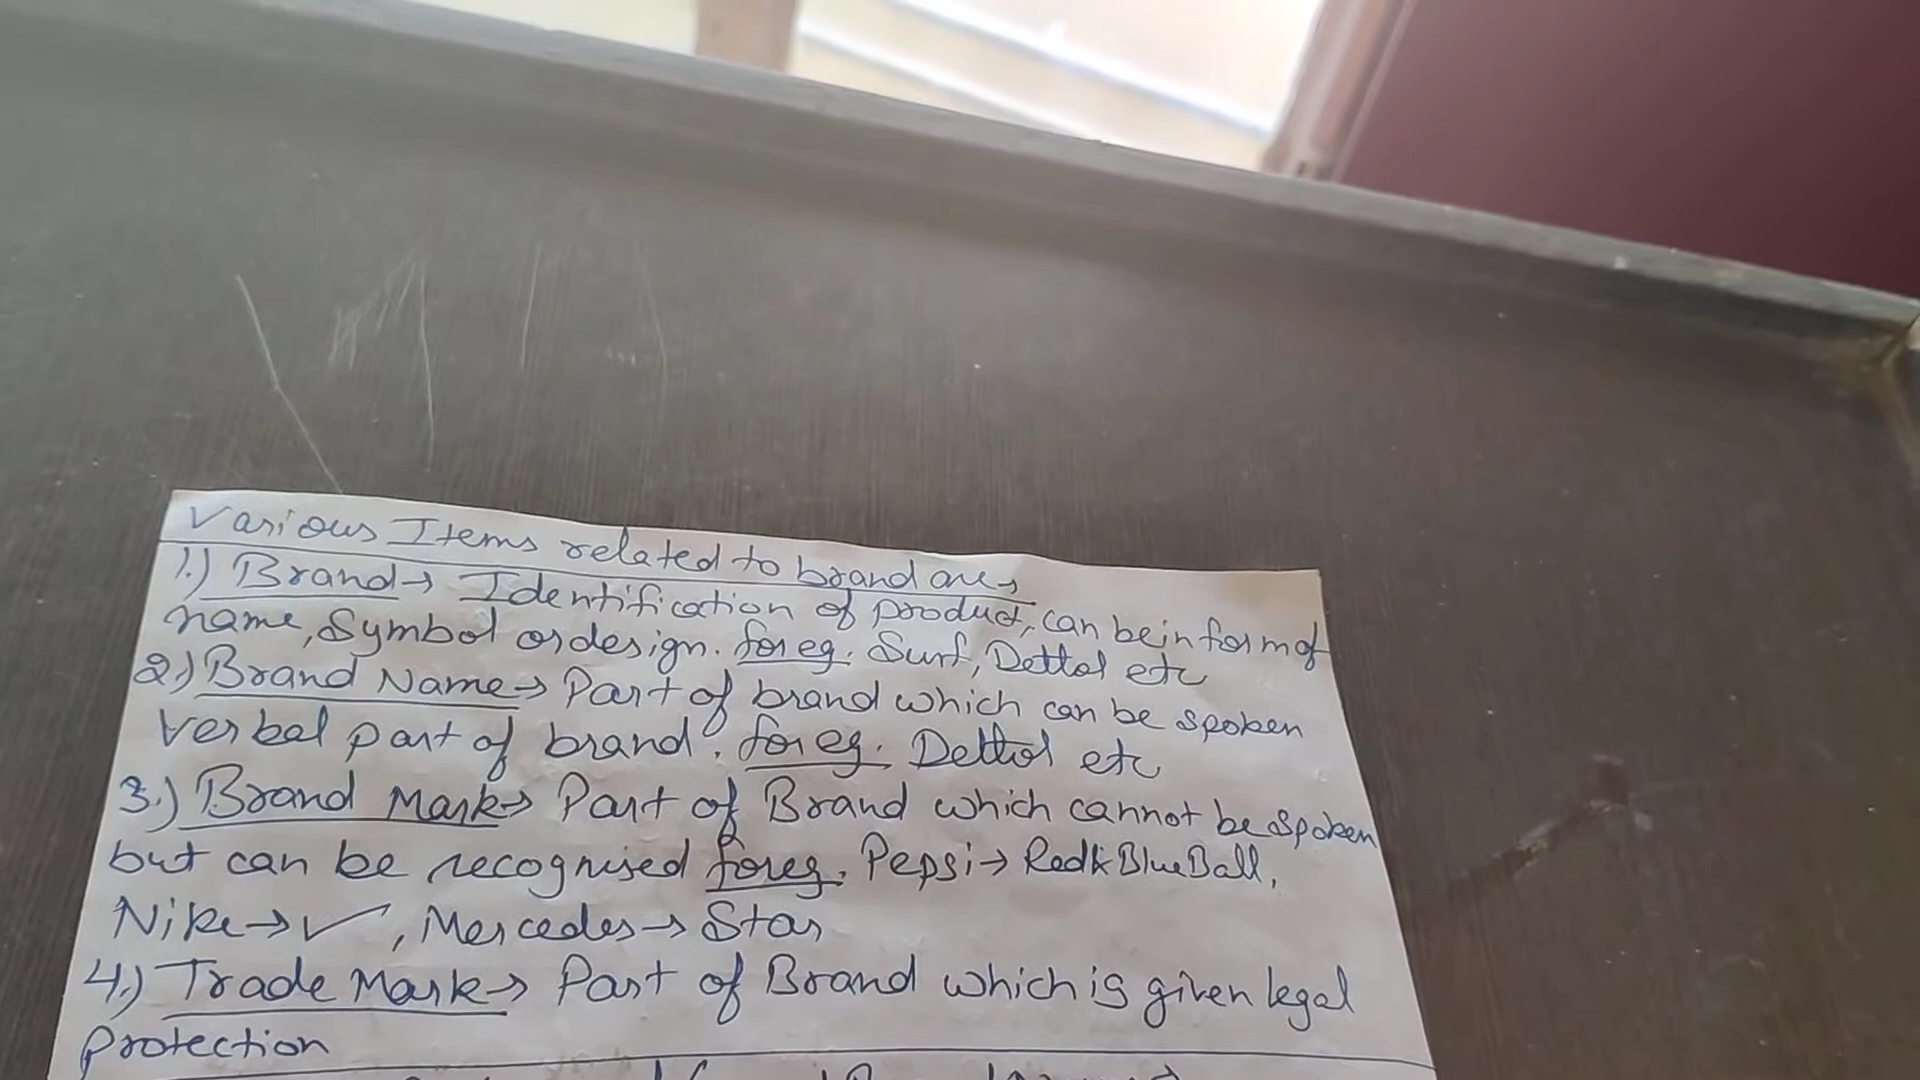 Various Items related to brand are→
1.) Brand→ Identification of product, can be in form of
name, Symbol or design. for eg. Surf, Dettol etc
2.) Brand Name→ Part of brand which can be spoken
verbal part of brand. for eg. Dettol etc
3.) Brand Mark→ Part of Brand which cannot be spoken
but can be recognised for eg. Pepsi→ Red & Blue Ball,
Nike→ ✓, Mercedes→ Star
4.) Trade Mark→ Part of Brand which is given legal
Protection